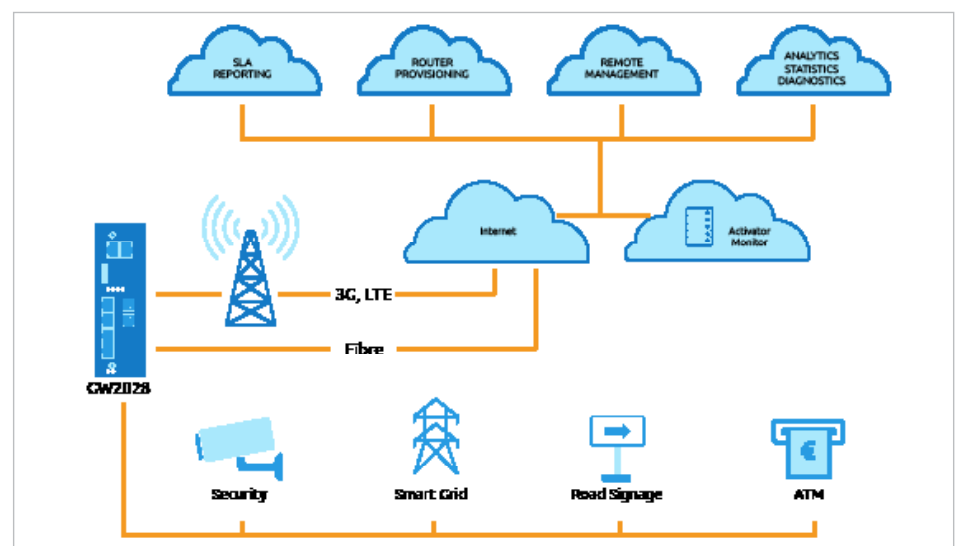 SLA
REPORTING
ROUTER
PROVISIONING
REMOTE
MANAGEMENT
ANALYTICS
STATISTICS
DIAGNOSTICS
Internet
Activator
Monitor
3G, LTE
Fibre
GW2028
Security
Smart Grid
Road Signage
ATM
€